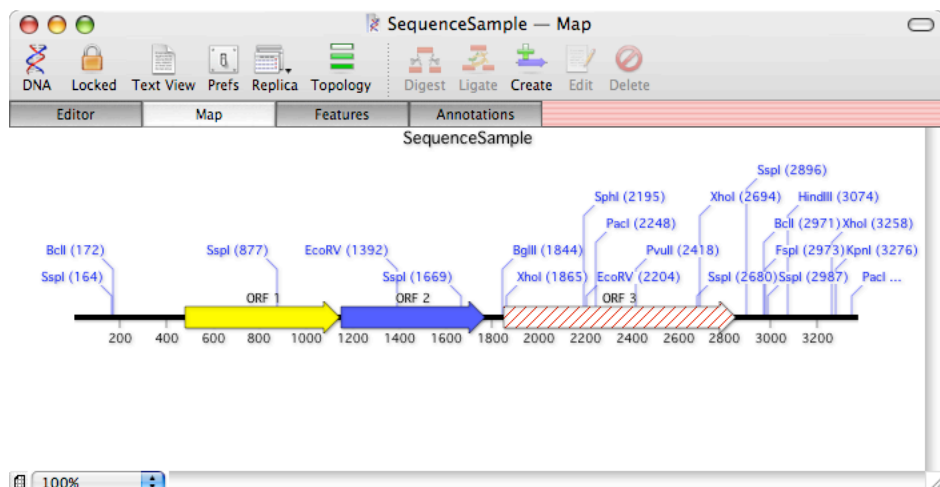 SequenceSample — Map
DNA Locked Text View Prefs Replica Topology Digest Ligate Create Edit Delete
Editor Map Features Annotations
SequenceSample
SspI (2896)
SphI (2195) XhoI (2694) HindIII (3074)
PacI (2248) BclI (2971) XhoI (3258)
BclI (172) SspI (877) EcoRV (1392) BglII (1844) PvuII (2418) FspI (2973) KpnI (3276)
SspI (164) SspI (1669) XhoI (1865) EcoRV (2204) SspI (2680) SspI (2987) PacI ...
ORF 1 ORF 2 ORF 3
200 400 600 800 1000 1200 1400 1600 1800 2000 2200 2400 2600 2800 3000 3200
100%